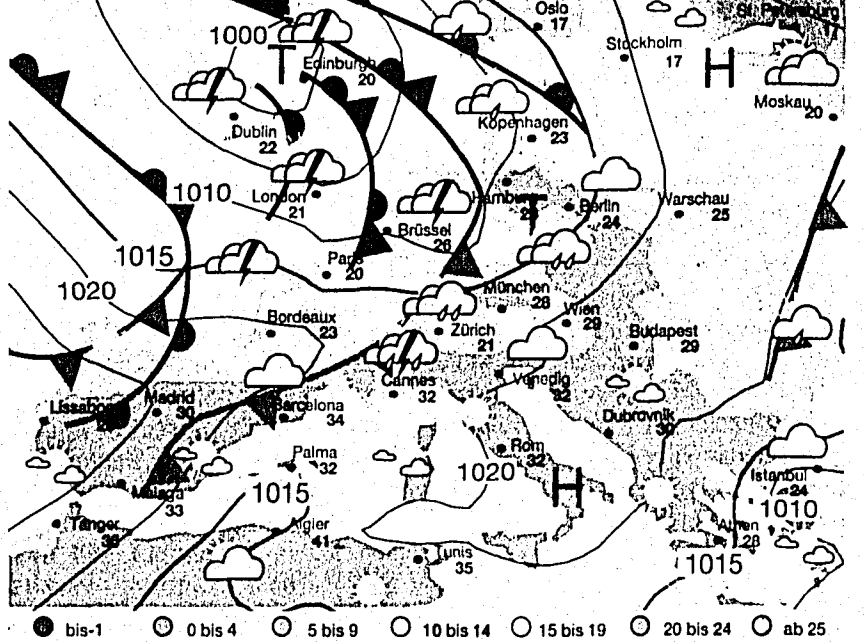 Oslo
17
St. Petersburg
1000
T
Edinburgh
20
Stockholm
17
H
Moskau
20
Dublin
22
Kopenhagen
23
1010
London
21
Hamburg
T
Berlin
24
Warschau
25
Brüssel
26
1015
Paris
20
1020
München
28
Bordeaux
23
Zürich
21
Wien
29
Budapest
29
Cannes
32
Venedig
32
Lissabon
Madrid
30
Barcelona
34
Dubrovnik
30
Palma
32
Rom
32
1020
H
Malaga
33
1015
Istanbul
24
1010
Tanger
Algier
41
Athen
28
Tunis
35
1015
bis-1 0 bis 4 5 bis 9 10 bis 14 15 bis 19 20 bis 24 ab 25